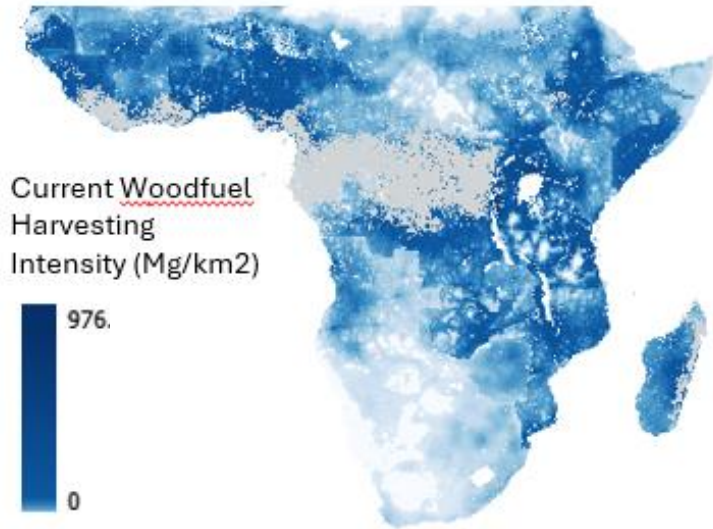 Current Woodfuel
Harvesting
Intensity (Mg/km2)
976.
0